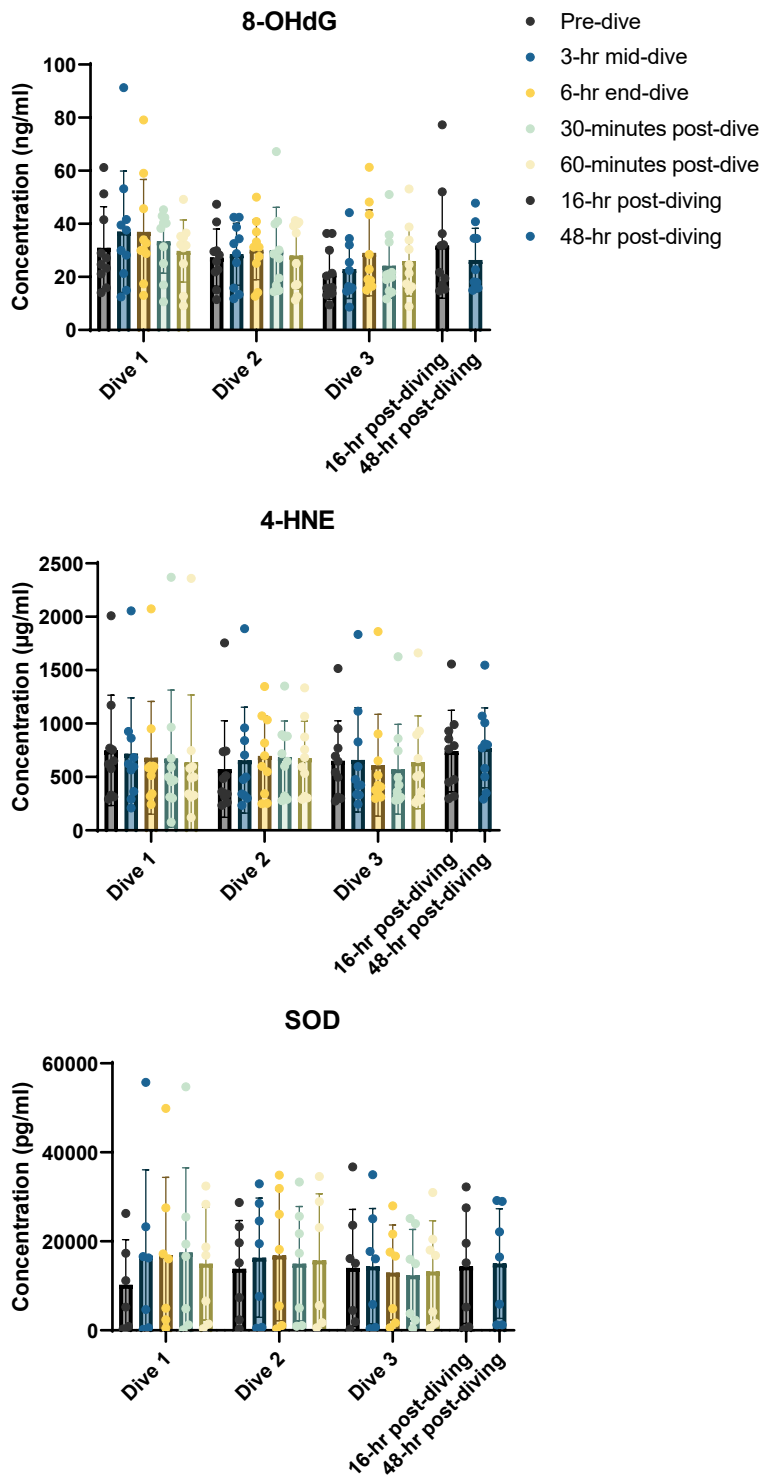 8-OHdG
Pre-dive
3-hr mid-dive
6-hr end-dive
30-minutes post-dive
60-minutes post-dive
16-hr post-diving
48-hr post-diving
Concentration (ng/ml)
100
80
60
40
20
0
Dive 1
Dive 2
Dive 3
16-hr post-diving
48-hr post-diving
4-HNE
Concentration (µg/ml)
2500
2000
1500
1000
500
0
Dive 1
Dive 2
Dive 3
16-hr post-diving
48-hr post-diving
SOD
Concentration (pg/ml)
60000
40000
20000
0
Dive 1
Dive 2
Dive 3
16-hr post-diving
48-hr post-diving